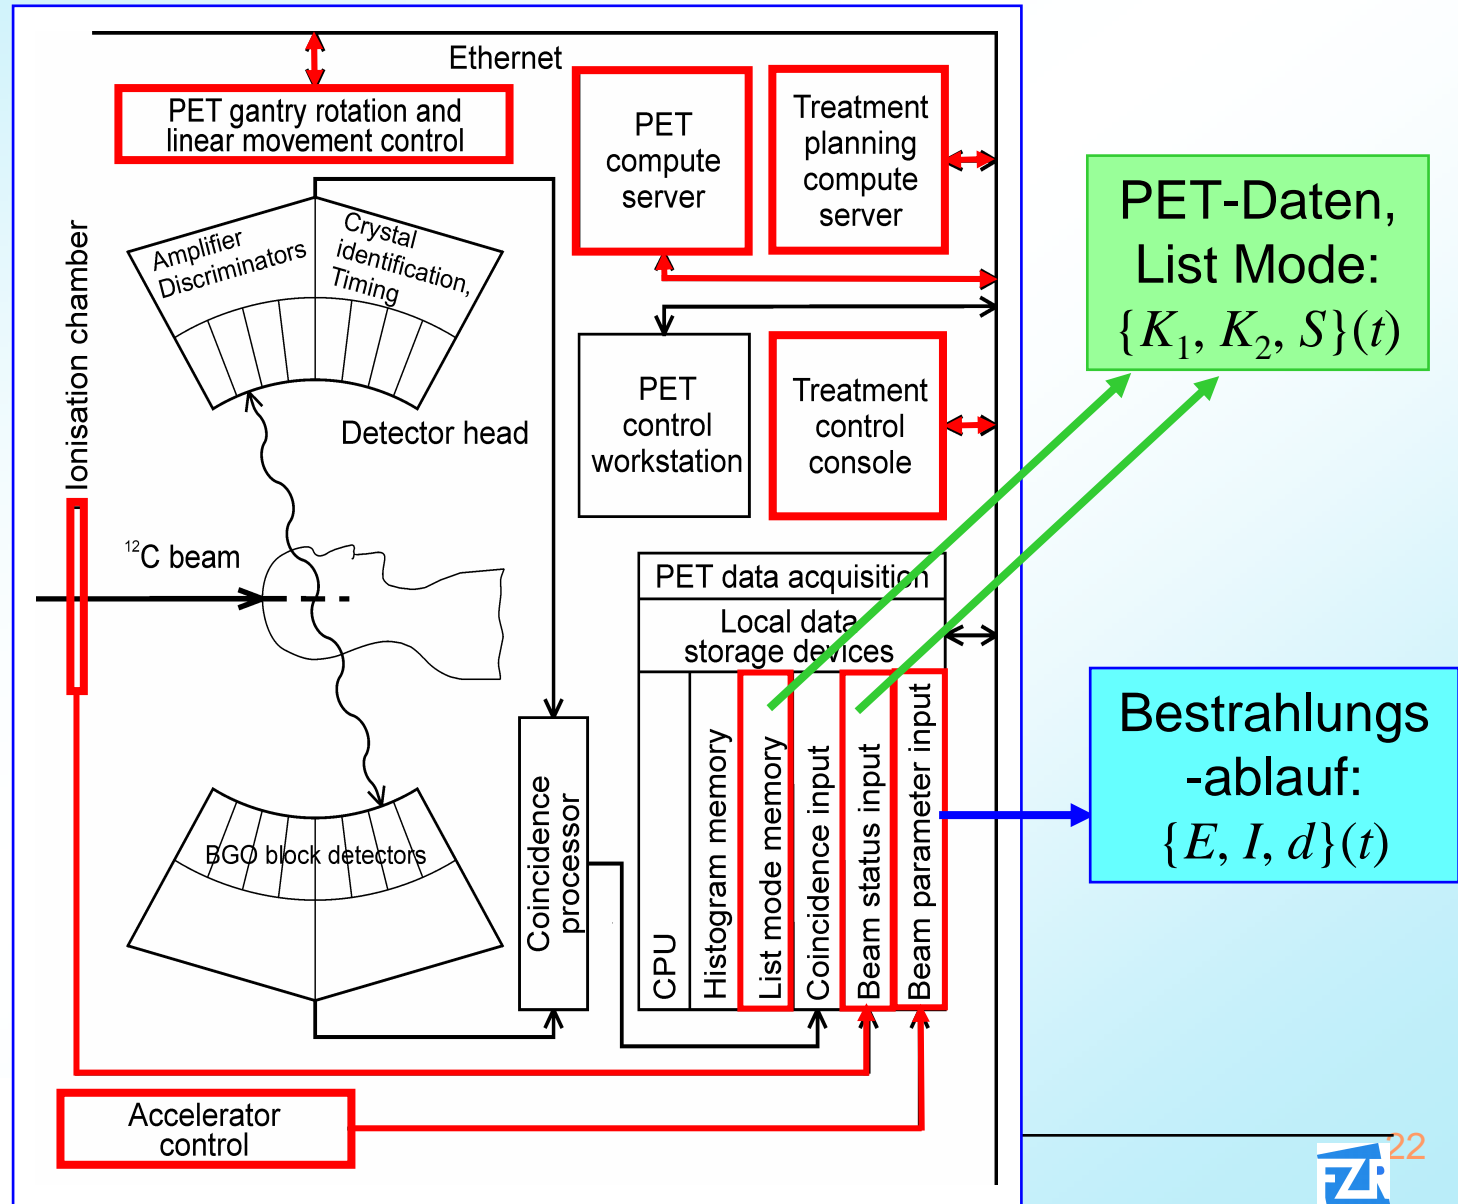 Ethernet
PET gantry rotation and
linear movement control
PET
compute
server
Treatment
planning
compute
server
Ionisation chamber
Amplifier
Discriminators
Crystal
identification,
Timing
Detector head
PET
control
workstation
Treatment
control
console
¹²C beam
PET data acquisition
Local data
storage devices
CPU
Histogram memory
List mode memory
Coincidence input
Beam status input
Beam parameter input
BGO block detectors
Coincidence
processor
Accelerator
control
PET-Daten,
List Mode:
{K₁, K₂, S}(t)
Bestrahlungs
-ablauf:
{E, I, d}(t)
22
FZR